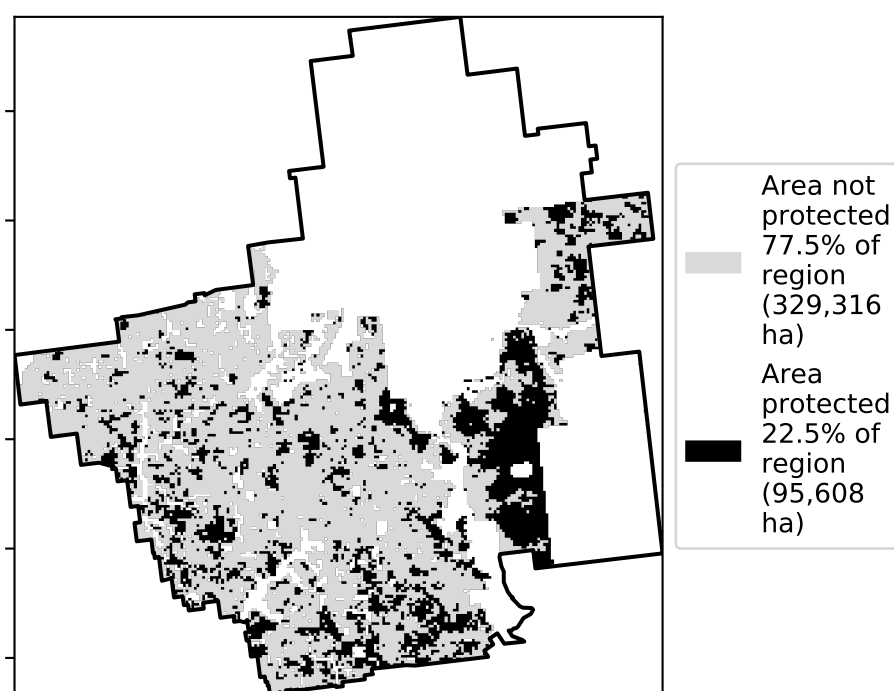 Area not
protected
77.5% of
region
(329,316
ha)
Area
protected
22.5% of
region
(95,608
ha)